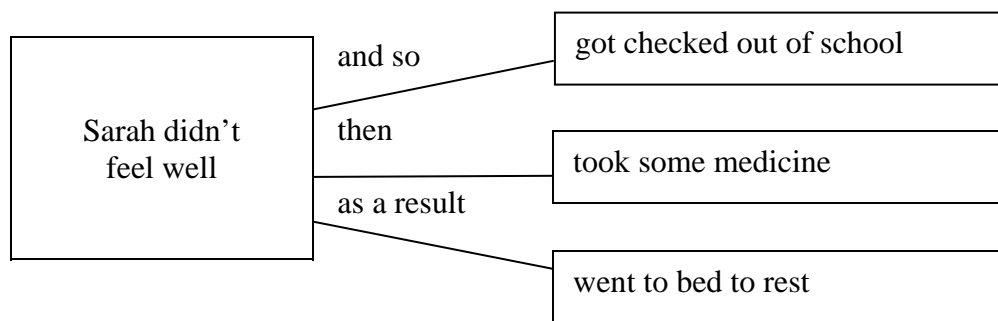 Sarah didn’t
feel well
and so
got checked out of school
then
took some medicine
as a result
went to bed to rest